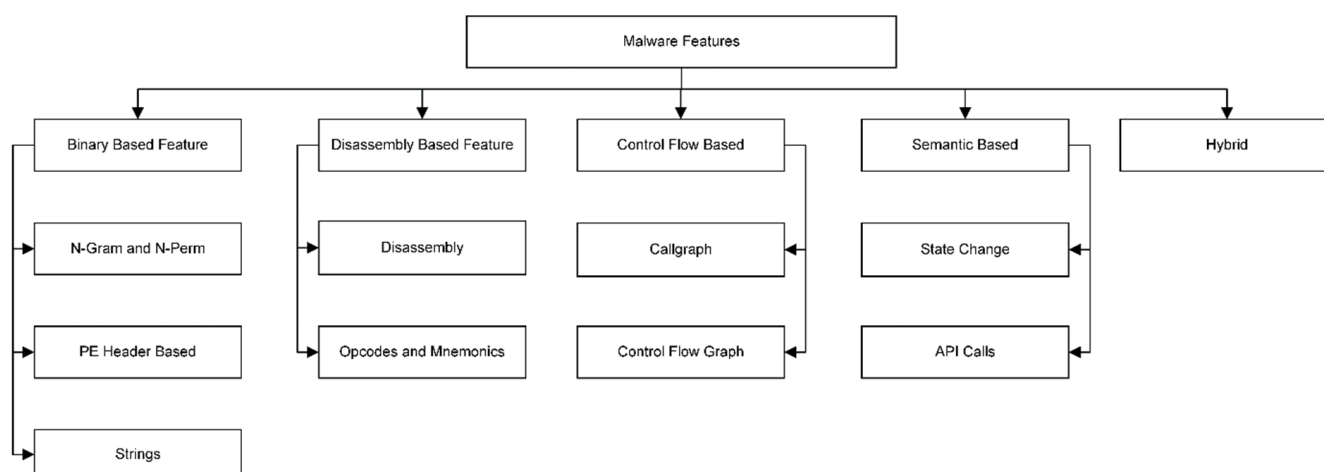 Malware Features
Binary Based Feature
Disassembly Based Feature
Control Flow Based
Semantic Based
Hybrid
N-Gram and N-Perm
Disassembly
Callgraph
State Change
PE Header Based
Opcodes and Mnemonics
Control Flow Graph
API Calls
Strings